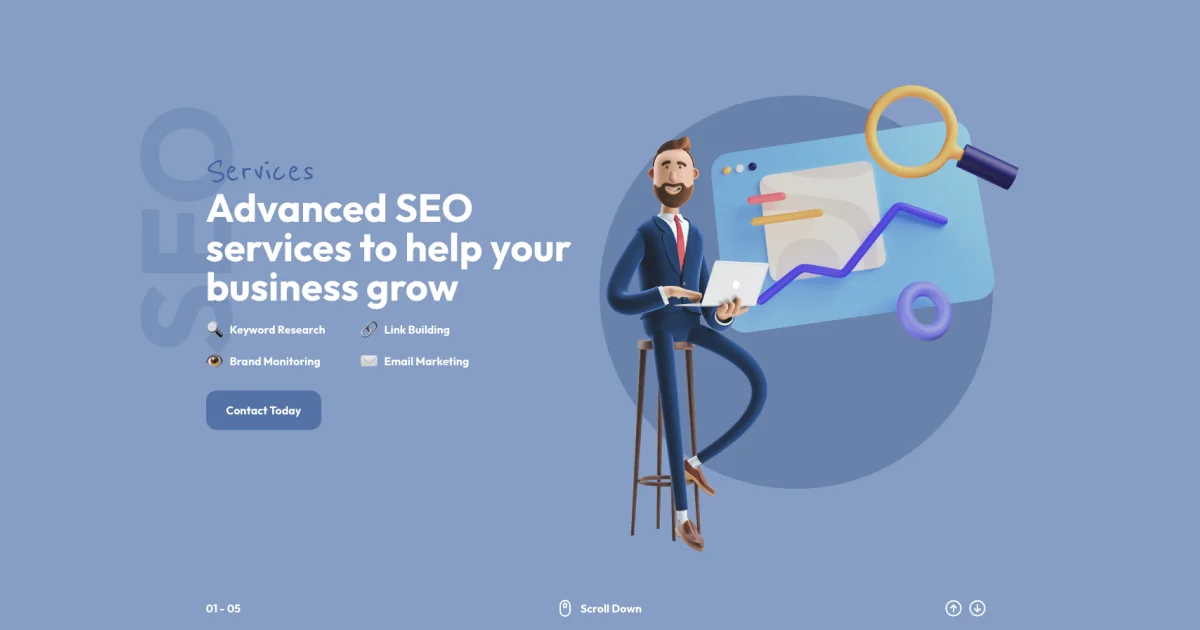 SEO
Services
Advanced SEO
services to help your
business grow
Keyword Research
Link Building
Brand Monitoring
Email Marketing
Contact Today
01 - 05
Scroll Down